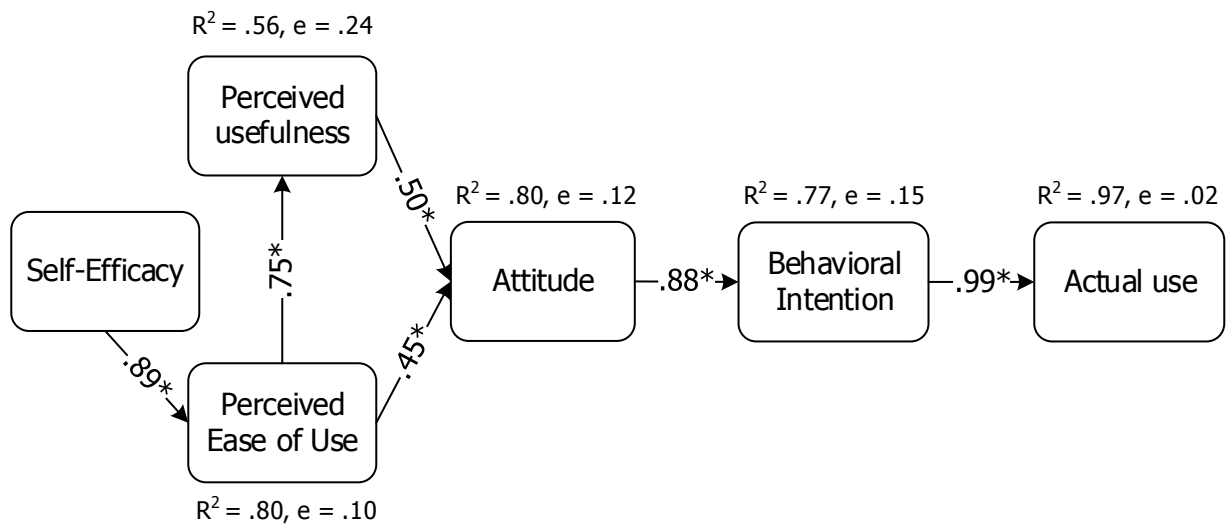 R² = .56, e = .24
Perceived
usefulness
.50*
R² = .80, e = .12
R² = .77, e = .15
R² = .97, e = .02
Self-Efficacy
.75*
Attitude
.88*
Behavioral
Intention
.99*
Actual use
.89*
.45*
Perceived
Ease of Use
R² = .80, e = .10